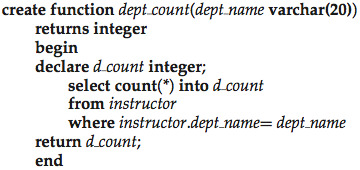 create function dept_count(dept_name varchar(20))
returns integer
begin
declare d_count integer;
select count(*) into d_count
from instructor
where instructor.dept_name= dept_name
return d_count;
end